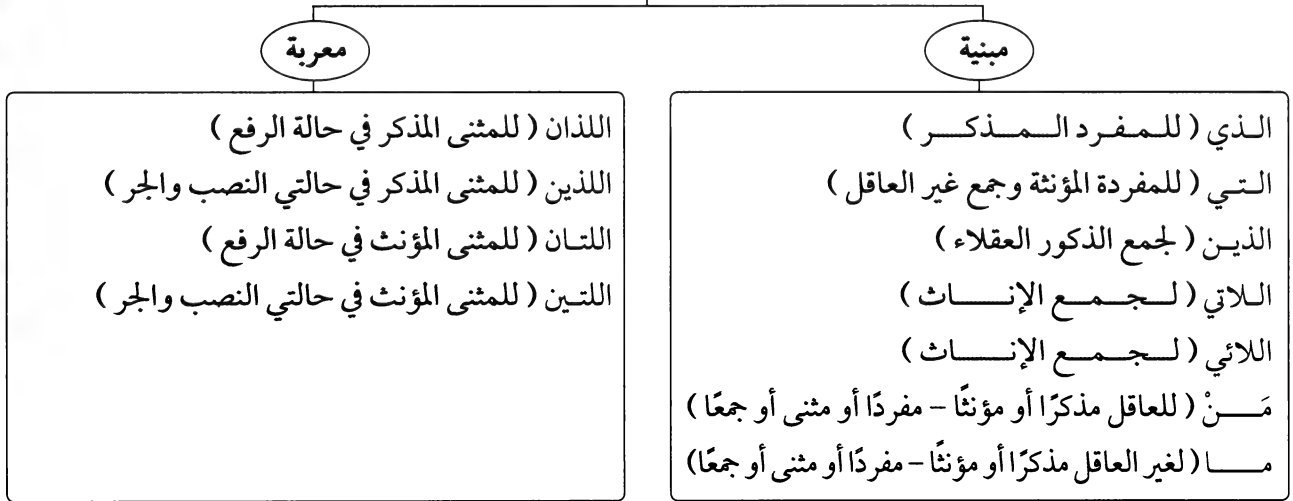 مبنية
الذي ( للمفرد المذكر )
التي ( للمفردة المؤنثة وجمع غير العاقل )
الذين ( لجمع الذكور العقلاء )
اللاتي ( لجمع الإناث )
اللائي ( لجمع الإناث )
مَنْ ( للعاقل مذكرًا أو مؤنثًا – مفردًا أو مثنى أو جمعًا )
ما ( لغير العاقل مذكرًا أو مؤنثًا – مفردًا أو مثنى أو جمعًا)
معربة
اللذان ( للمثنى المذكر في حالة الرفع )
اللذين ( للمثنى المذكر في حالتي النصب والجر )
اللتان ( للمثنى المؤنث في حالة الرفع )
اللتين ( للمثنى المؤنث في حالتي النصب والجر )